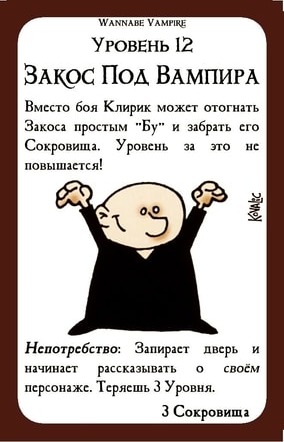 Wannabe Vampire
Уровень 12
Закос Под Вампира
Вместо боя Клирик может отогнать
Закоса простым "Бу" и забрать его
Сокровища. Уровень за это не
повышается!
Kovalic
Непотребство: Запирает дверь и
начинает рассказывать о своём
персонаже. Теряешь 3 Уровня.
3 Сокровища